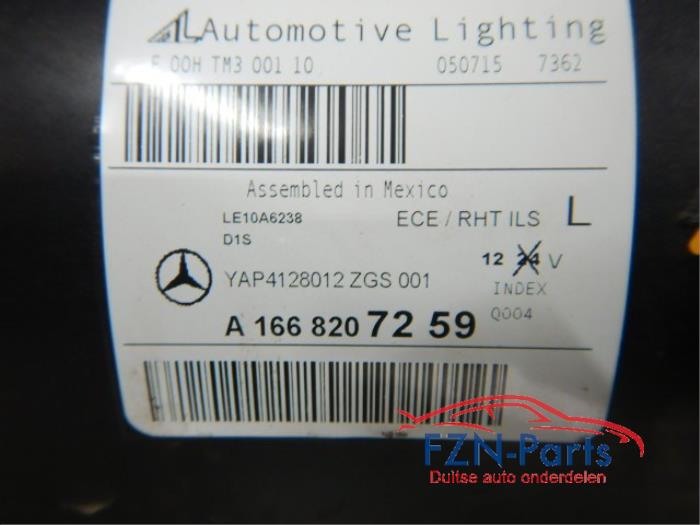 AL Automotive Lighting
F 00H TM3 001 10 050715 7362
Assembled in Mexico
LE10A6238 ECE / RHT ILS L
D1S
12 24 V
YAP4128012 ZGS 001 INDEX
A 166 820 72 59 Q004
FZN-Parts
Duitse auto onderdelen